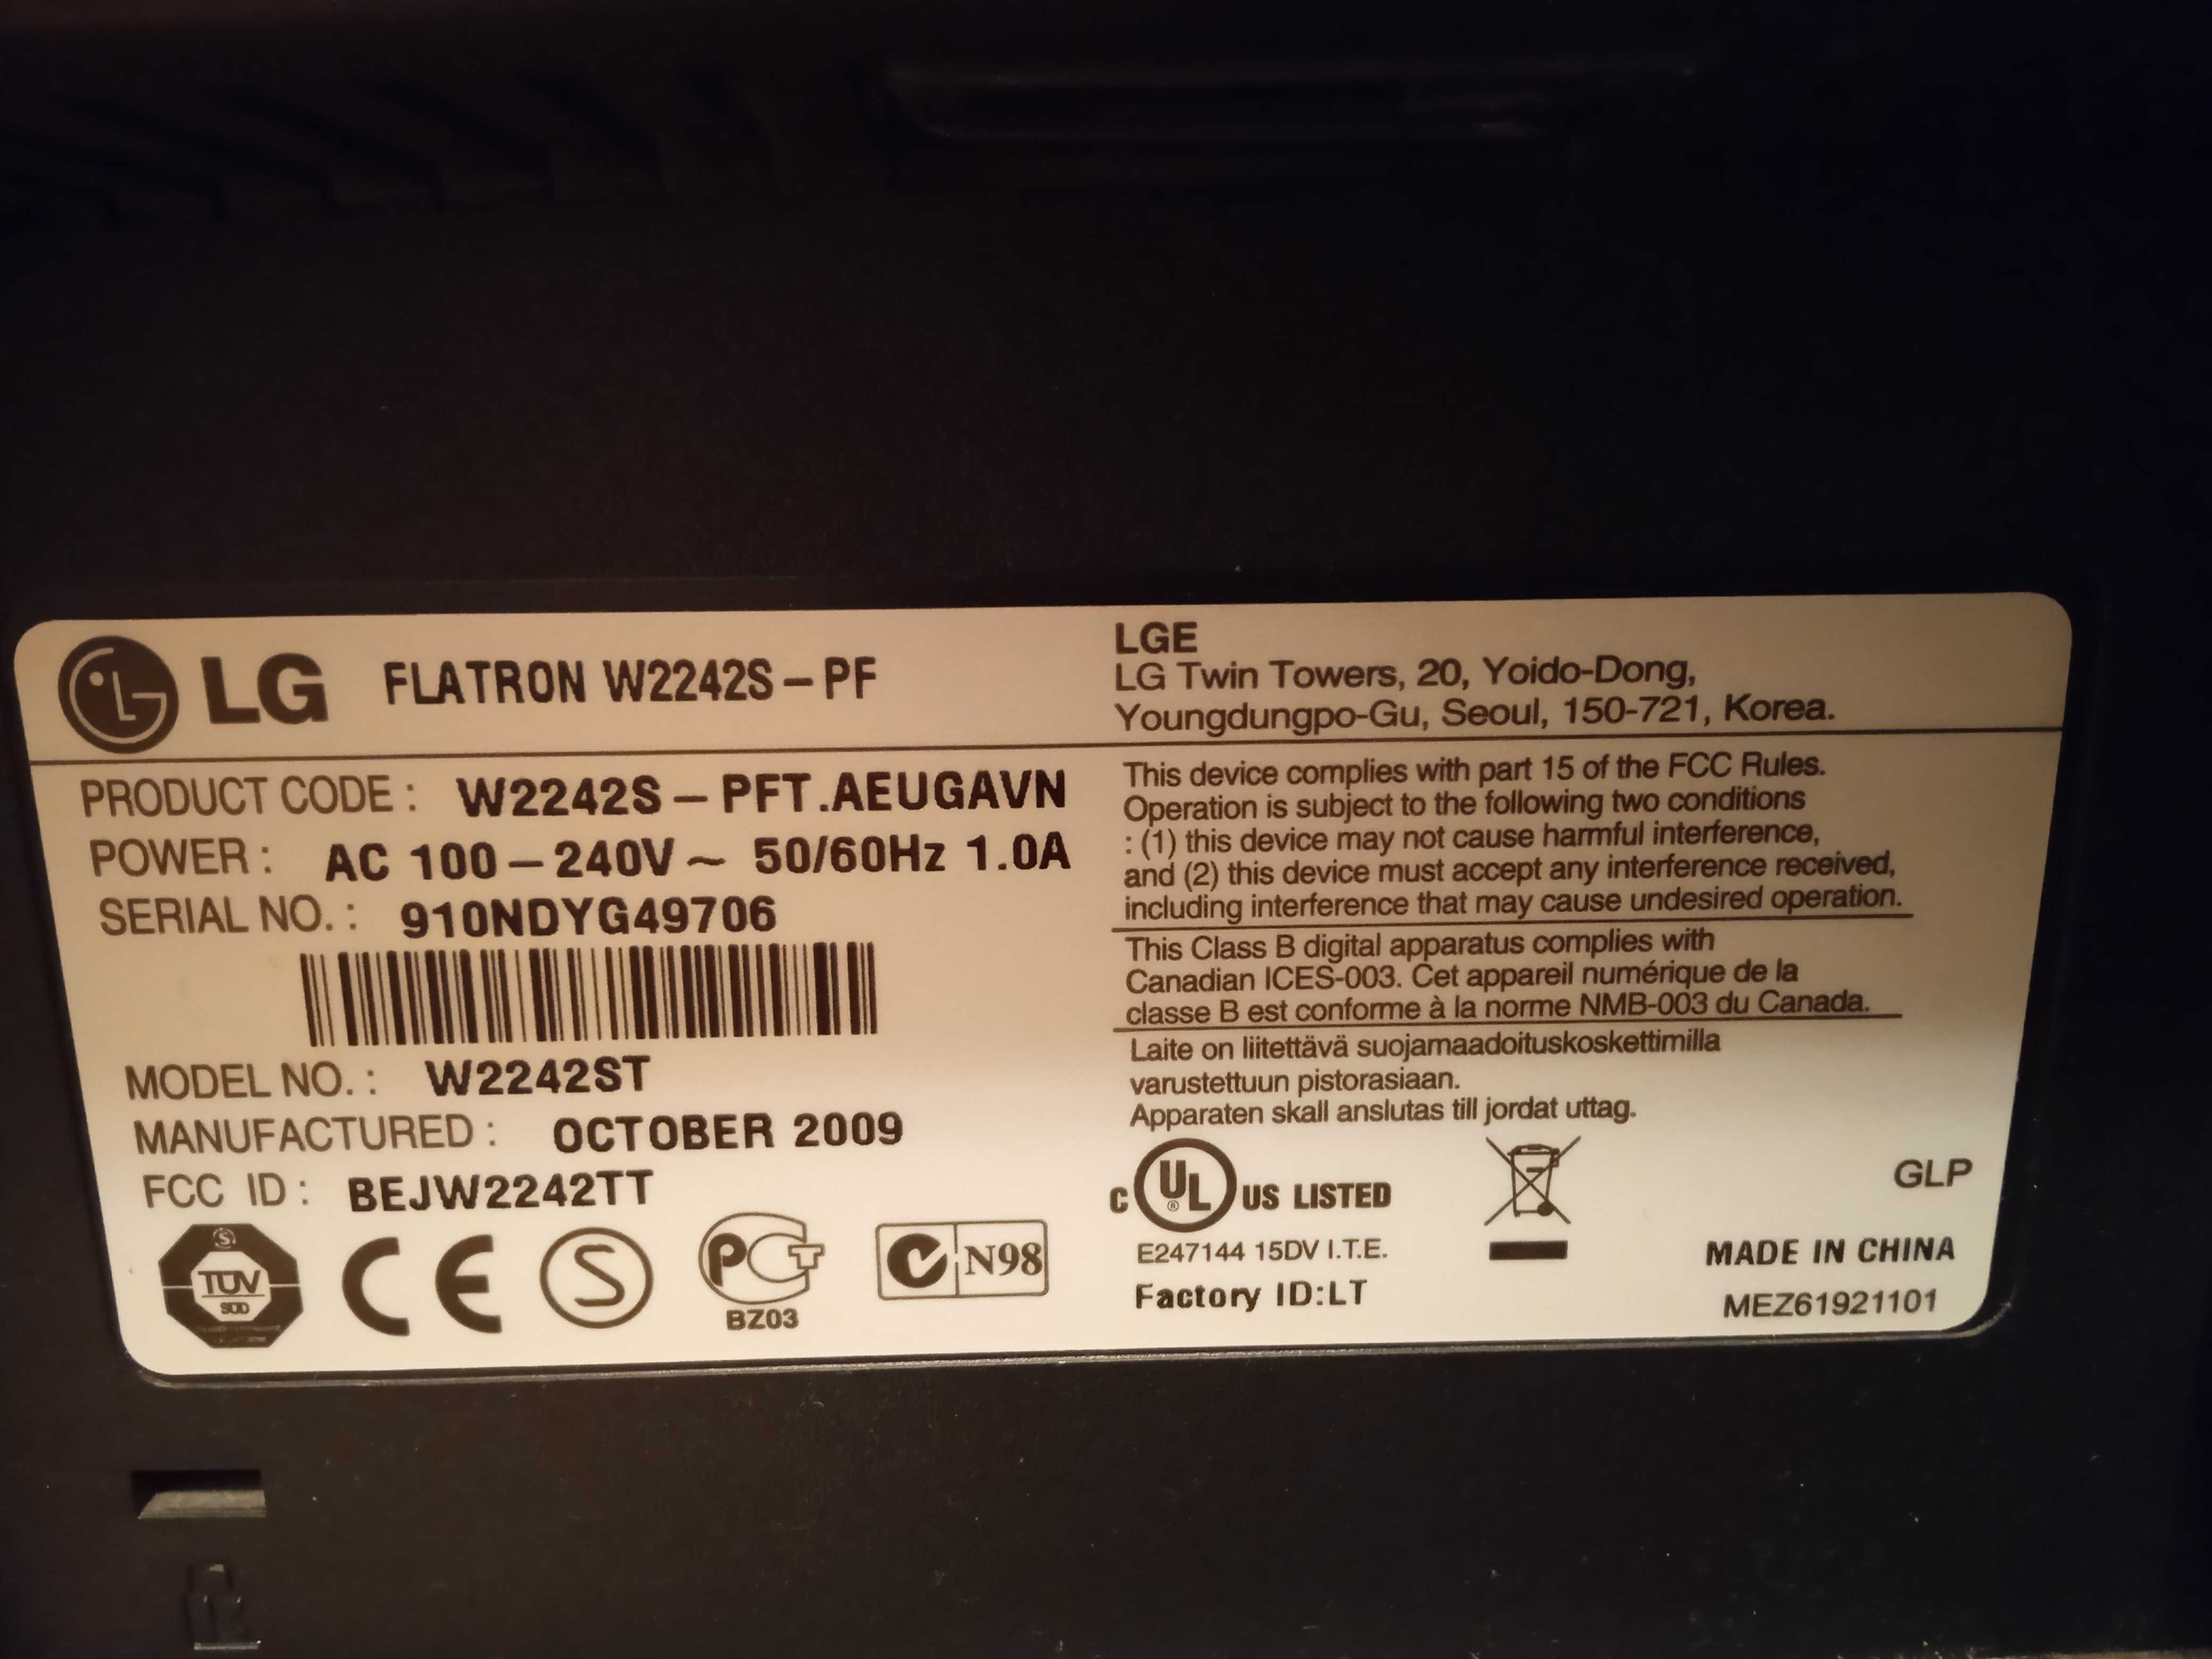 LG FLATRON W2242S-PF
LGE
LG Twin Towers, 20, Yoido-Dong,
Youngdungpo-Gu, Seoul, 150-721, Korea.
PRODUCT CODE : W2242S-PFT.AEUGAVN
POWER : AC 100-240V~ 50/60Hz 1.0A
SERIAL NO. : 910NDYG49706
MODEL NO. : W2242ST
MANUFACTURED : OCTOBER 2009
FCC ID : BEJW2242TT
S
TÜV
SÜD
CE
S
PCT
BZ03
N98
This device complies with part 15 of the FCC Rules.
Operation is subject to the following two conditions
: (1) this device may not cause harmful interference,
and (2) this device must accept any interference received,
including interference that may cause undesired operation.
This Class B digital apparatus complies with
Canadian ICES-003. Cet appareil numérique de la
classe B est conforme à la norme NMB-003 du Canada.
Laite on liitettävä suojamaadoituskoskettimilla
varustettuun pistorasiaan.
Apparaten skall anslutas till jordat uttag.
C UL ® US LISTED
E247144 15DV I.T.E.
Factory ID:LT
GLP
MADE IN CHINA
MEZ61921101